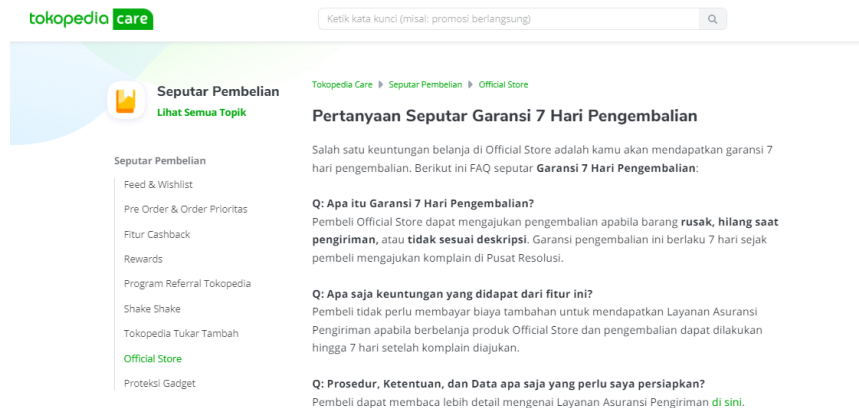 tokopedia care
Ketik kata kunci (misal: promosi berlangsung)
Seputar Pembelian
Lihat Semua Topik
Seputar Pembelian
Feed & Wishlist
Pre Order & Order Prioritas
Fitur Cashback
Rewards
Program Referral Tokopedia
Shake Shake
Tokopedia Tukar Tambah
Official Store
Proteksi Gadget
Tokopedia Care ▶ Seputar Pembelian ▶ Official Store
Pertanyaan Seputar Garansi 7 Hari Pengembalian
Salah satu keuntungan belanja di Official Store adalah kamu akan mendapatkan garansi 7
hari pengembalian. Berikut ini FAQ seputar Garansi 7 Hari Pengembalian:
Q: Apa itu Garansi 7 Hari Pengembalian?
Pembeli Official Store dapat mengajukan pengembalian apabila barang rusak, hilang saat
pengiriman, atau tidak sesuai deskripsi. Garansi pengembalian ini berlaku 7 hari sejak
pembeli mengajukan komplain di Pusat Resolusi.
Q: Apa saja keuntungan yang didapat dari fitur ini?
Pembeli tidak perlu membayar biaya tambahan untuk mendapatkan Layanan Asuransi
Pengiriman apabila berbelanja produk Official Store dan pengembalian dapat dilakukan
hingga 7 hari setelah komplain diajukan.
Q: Prosedur, Ketentuan, dan Data apa saja yang perlu saya persiapkan?
Pembeli dapat membaca lebih detail mengenai Layanan Asuransi Pengiriman di sini.